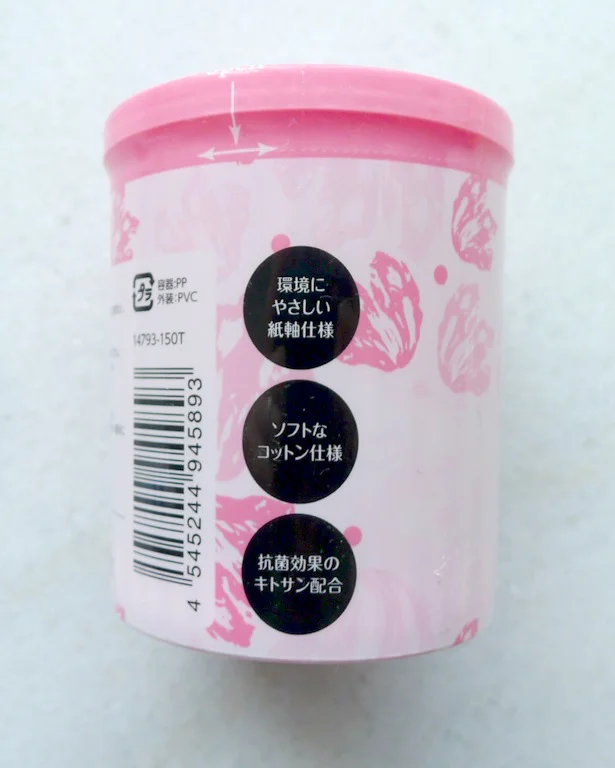 open
プラ
容器:PP
外装:PVC
14793-150T
4 545244 945893
環境に
やさしい
紙軸仕様
ソフトな
コットン仕様
抗菌効果の
キトサン配合